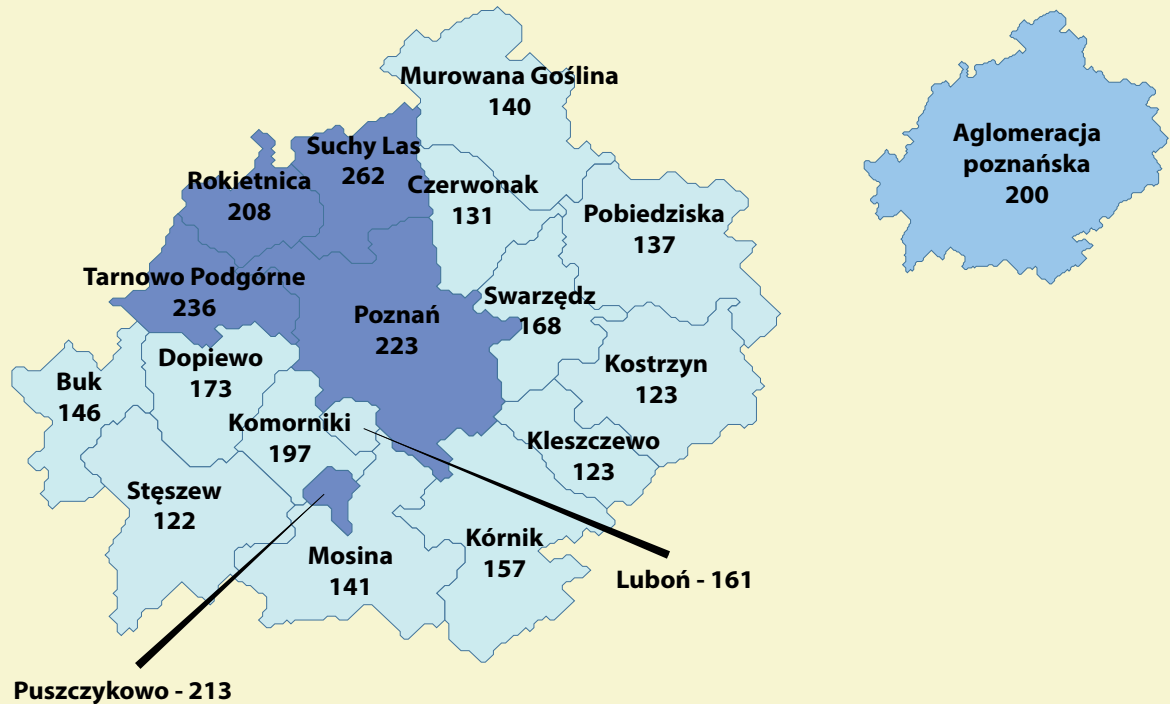 Murowana Goślina
140
Suchy Las
262
Rokietnica
208
Czerwonak
131
Pobiedziska
137
Aglomeracja
poznańska
200
Tarnowo Podgórne
236
Poznań
223
Swarzędz
168
Dopiewo
173
Buk
146
Kostrzyn
123
Komorniki
197
Kleszczewo
123
Stęszew
122
Mosina
141
Kórnik
157
Luboń - 161
Puszczykowo - 213